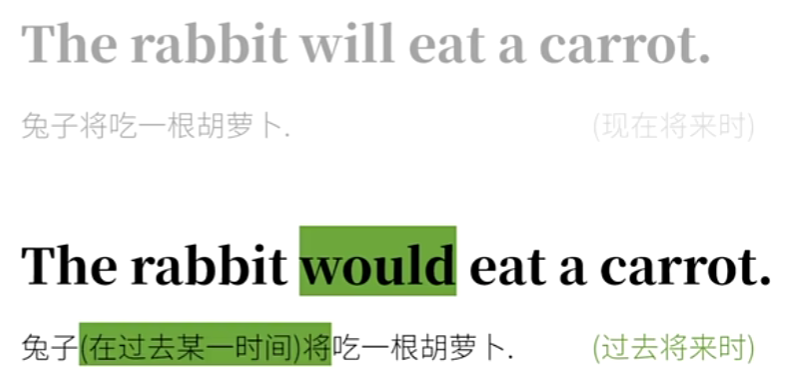 The rabbit will eat a carrot.
兔子将吃一根胡萝卜. (现在将来时)
The rabbit would eat a carrot.
兔子(在过去某一时间)将吃一根胡萝卜. (过去将来时)